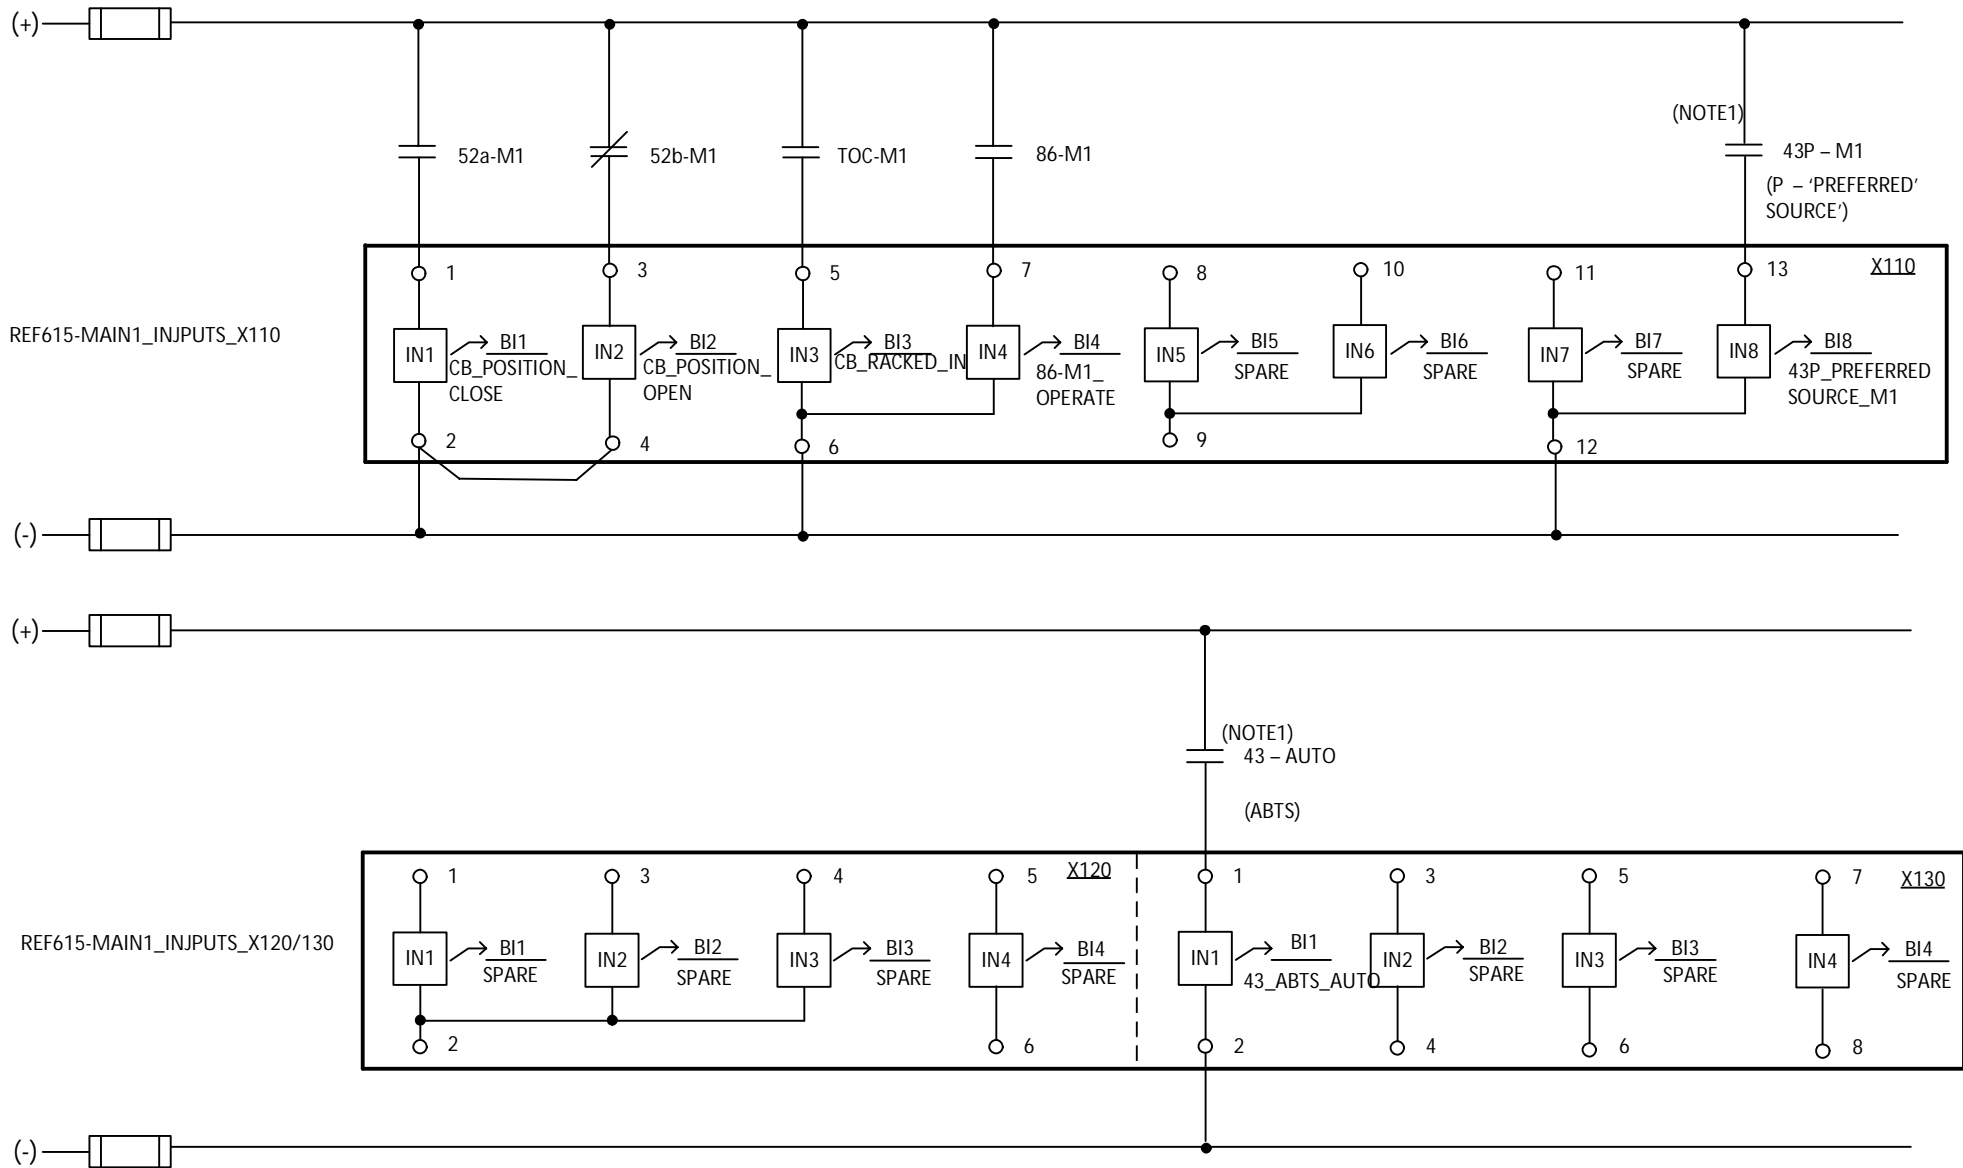 (+)
(NOTE1)
52a-M1
52b-M1
TOC-M1
86-M1
43P – M1
(P – ‘PREFERRED’
SOURCE’)
1
3
5
7
8
10
11
13
X110
REF615-MAIN1_INJPUTS_X110
IN1
BI1
CB_POSITION_
CLOSE
IN2
BI2
CB_POSITION_
OPEN
IN3
BI3
CB_RACKED_IN
IN4
BI4
86-M1_
OPERATE
IN5
BI5
SPARE
IN6
BI6
SPARE
IN7
BI7
SPARE
IN8
BI8
43P_PREFERRED
SOURCE_M1
2
4
6
9
12
(-)
(+)
(NOTE1)
43 – AUTO
(ABTS)
1
3
4
5
X120
1
3
5
7
X130
REF615-MAIN1_INJPUTS_X120/130
IN1
BI1
SPARE
IN2
BI2
SPARE
IN3
BI3
SPARE
IN4
BI4
SPARE
IN1
BI1
43_ABTS_AUTO
IN2
BI2
SPARE
IN3
BI3
SPARE
IN4
BI4
SPARE
2
6
2
4
6
8
(-)